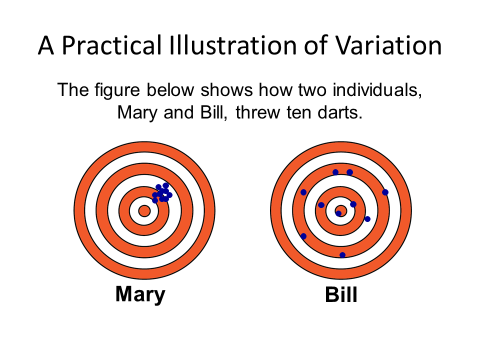 A Practical Illustration of Variation
The figure below shows how two individuals,
Mary and Bill, threw ten darts.
Mary
Bill